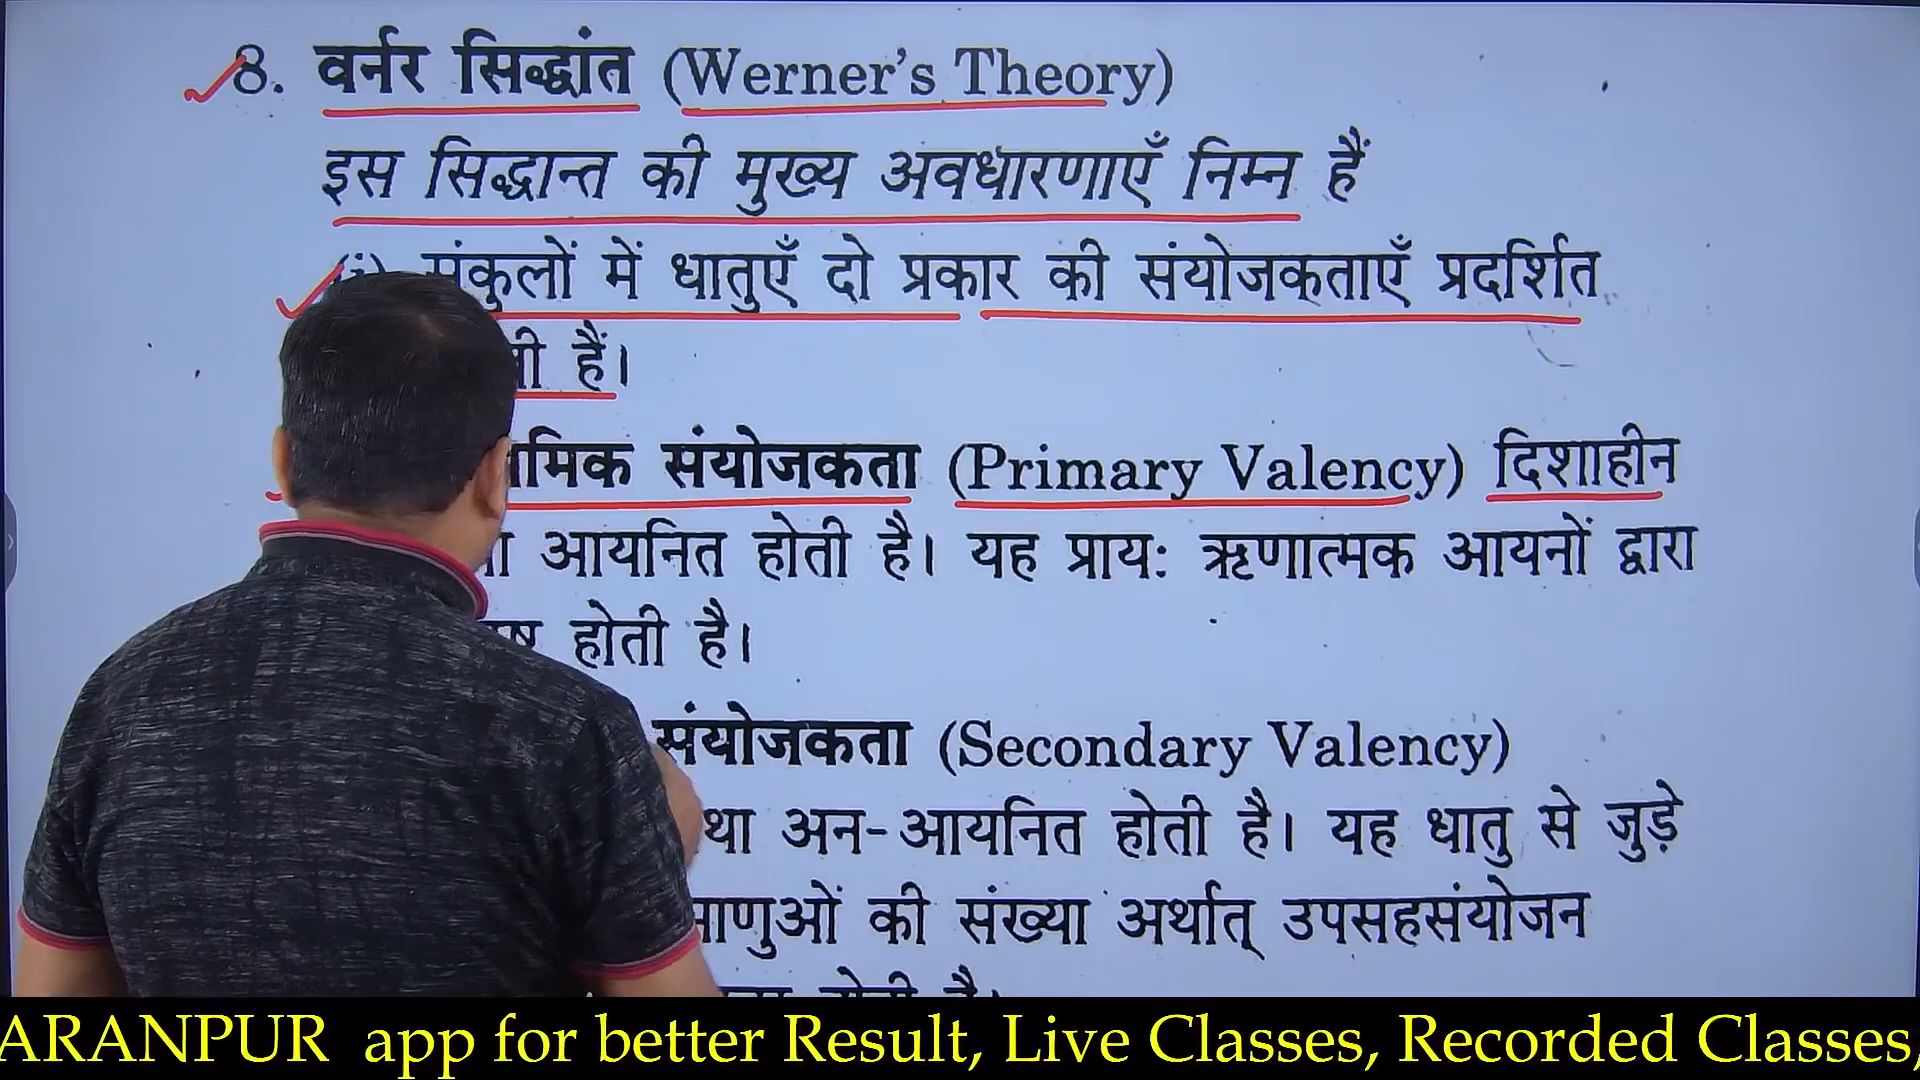 8. वर्नर सिद्धांत (Werner's Theory)
इस सिद्धान्त की मुख्य अवधारणाएँ निम्न हैं
(i) संकुलों में धातुएँ दो प्रकार की संयोजकताएँ प्रदर्शित
हैं।
संयोजकता (Primary Valency) दिशाहीन
आयनित होती है। यह प्राय: ऋणात्मक आयनों द्वारा
होती है।
संयोजकता (Secondary Valency)
अन-आयनित होती है। यह धातु से जुड़े
की संख्या अर्थात् उपसहसंयोजन
होती है।
ARANPUR app for better Result, Live Classes, Recorded Classes,